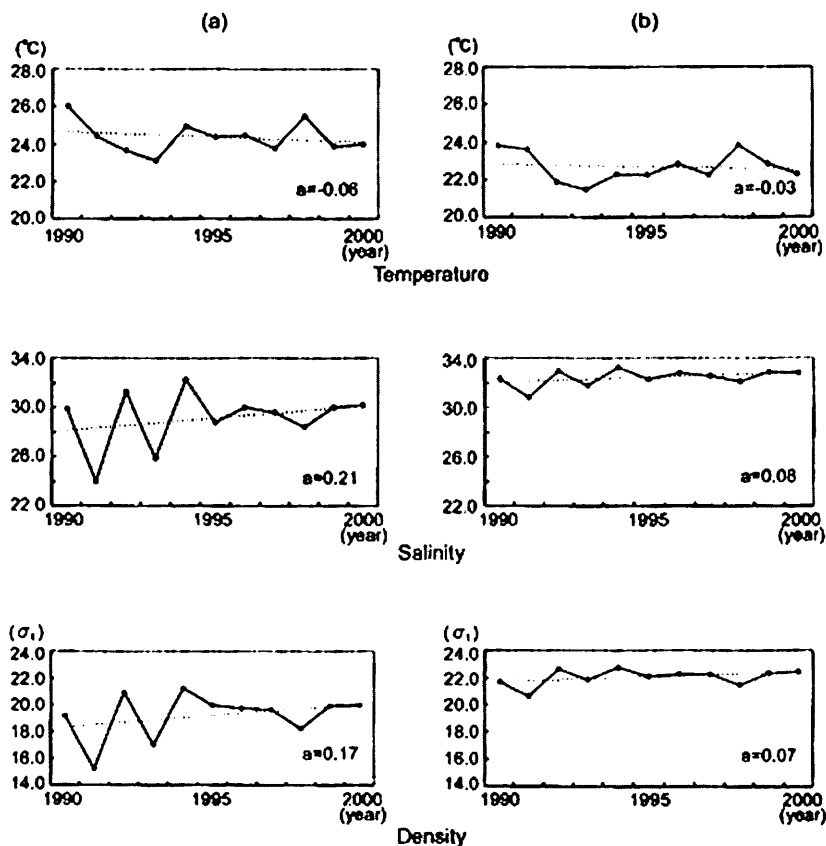 (a) (b)
(°C) (°C)
28.0 28.0
26.0 26.0
24.0 24.0
22.0 22.0
a=-0.06 a=-0.03
20.0 20.0
1990 1995 2000 1990 1995 2000
(year) (year)
Temperaturo
34.0 34.0
30.0 30.0
26.0 26.0
a=0.21 a=0.08
22.0 22.0
1990 1995 2000 1990 1995 2000
(year) (year)
Salinity
(σt) (σt)
24.0 24.0
22.0 22.0
20.0 20.0
18.0 18.0
16.0 16.0
a=0.17 a=0.07
14.0 14.0
1990 1995 2000 1990 1995 2000
(year) (year)
Density